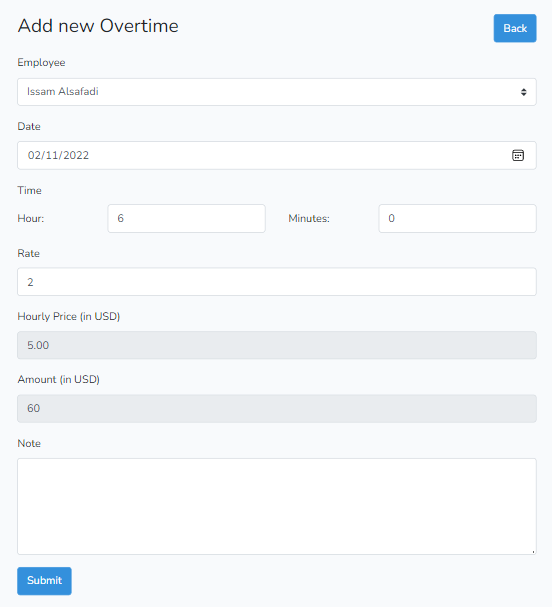 Add new Overtime
Back
Employee
Issam Alsafadi
Date
02/11/2022
Time
Hour: 6 Minutes: 0
Rate
2
Hourly Price (in USD)
5.00
Amount (in USD)
60
Note
Submit